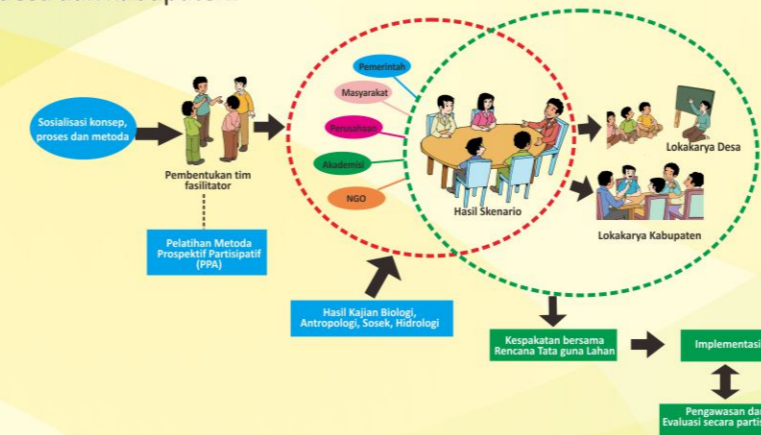 Sosialisasi konsep,
proses dan metoda
Pembentukan tim
fasilitator
Pelatihan Metoda
Prospektif Partisipatif
(PPA)
Pemerintah
Masyarakat
Perusahaan
Akademisi
NGO
Hasil Skenario
Hasil Kajian Biologi,
Antropologi, Sosek, Hidrologi
Lokakarya Desa
Lokakarya Kabupaten
Kespakatan bersama
Rencana Tata guna Lahan
Implementasi
Pengawasan dan
Evaluasi secara